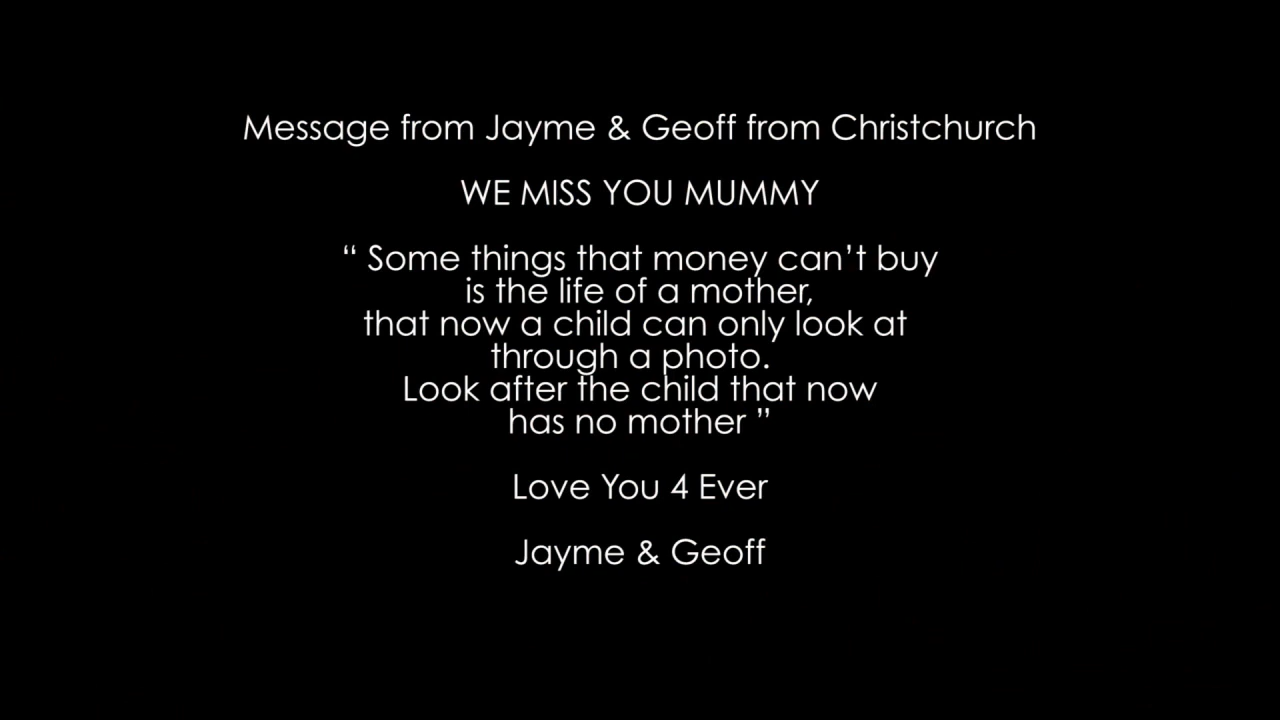 Message from Jayme & Geoff from Christchurch
WE MISS YOU MUMMY
“ Some things that money can’t buy
is the life of a mother,
that now a child can only look at
through a photo.
Look after the child that now
has no mother ”
Love You 4 Ever
Jayme & Geoff